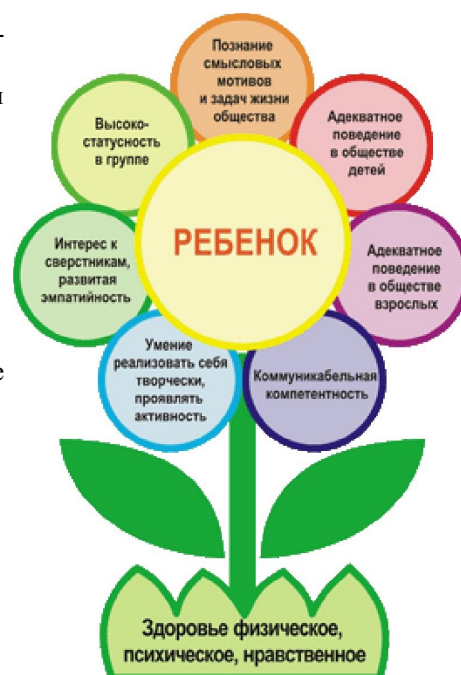 -
и
е
Познание
смысловых
мотивов
и задач жизни
общества
Адекватное
поведение
в обществе
детей
Адекватное
поведение
в обществе
взрослых
Коммуникабельная
компетентность
Умение
реализовать себя
творчески,
проявлять
активность
Интерес к
сверстникам,
развитая
эмпатийность
Высоко-
статусность
в группе
РЕБЕНОК
Здоровье физическое,
психическое, нравственное